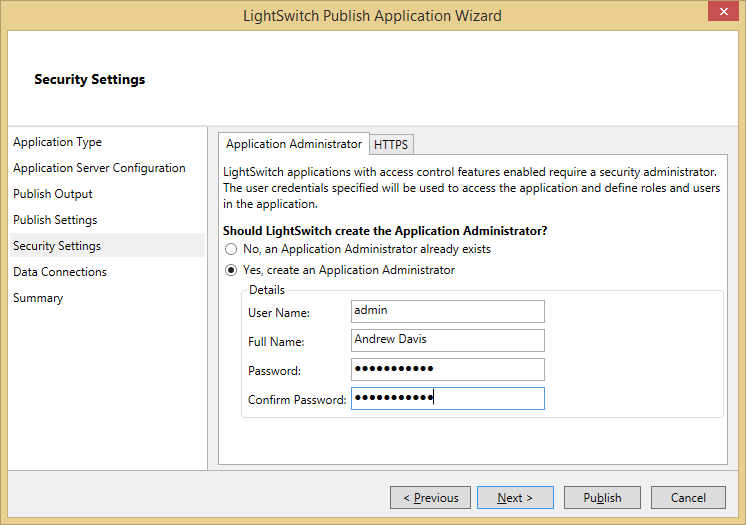 LightSwitch Publish Application Wizard
Security Settings
Application Type
Application Server Configuration
Publish Output
Publish Settings
Security Settings
Data Connections
Summary
Application Administrator
HTTPS
LightSwitch applications with access control features enabled require a security administrator.
The user credentials specified will be used to access the application and define roles and users
in the application.
Should LightSwitch create the Application Administrator?
No, an Application Administrator already exists
Yes, create an Application Administrator
Details
User Name: admin
Full Name: Andrew Davis
Password: ●●●●●●●●●●●
Confirm Password: ●●●●●●●●●●●
< Previous
Next >
Publish
Cancel